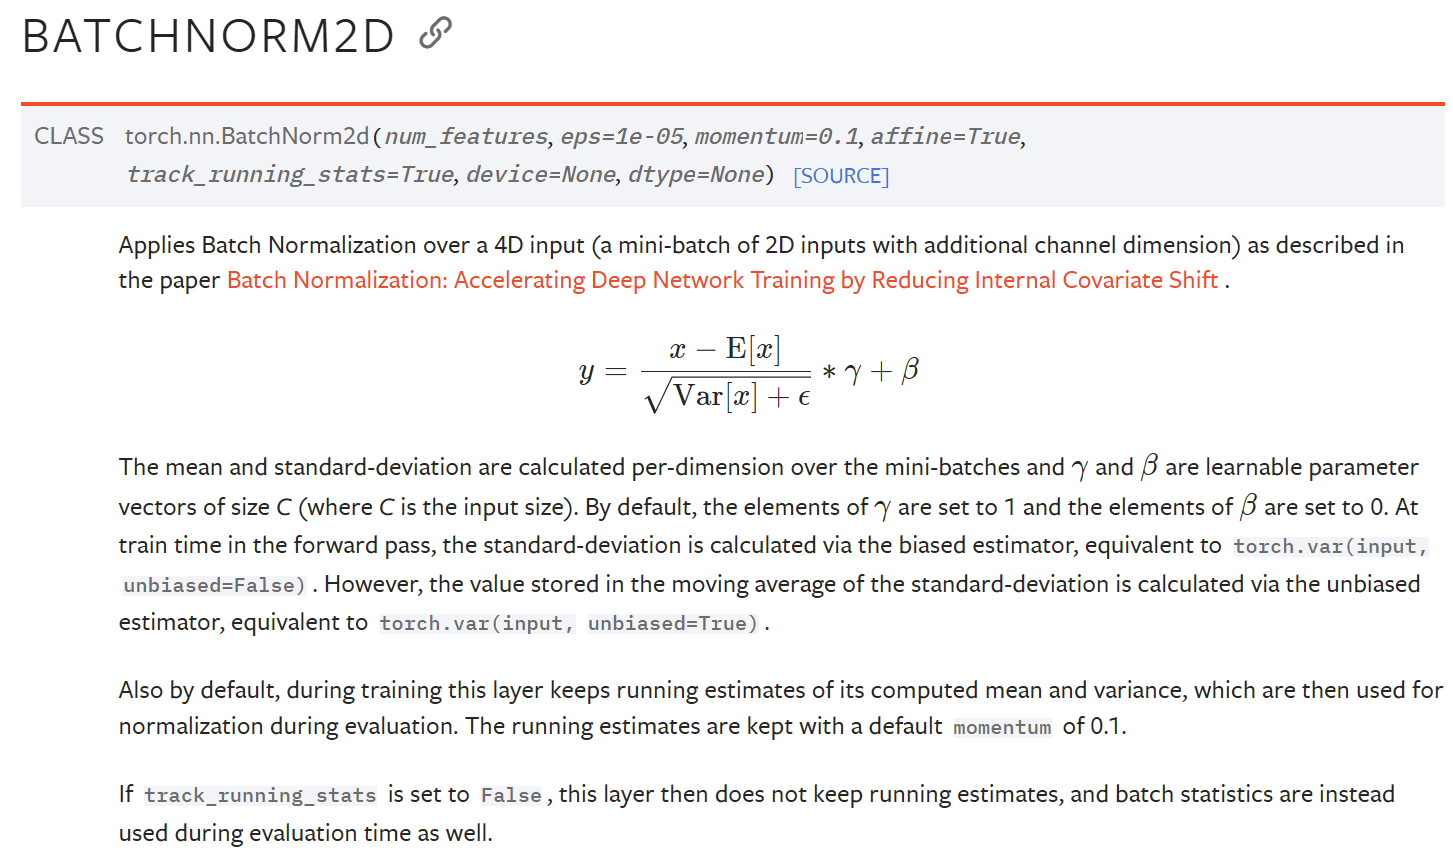 BATCHNORM2D
CLASS torch.nn.BatchNorm2d(num_features, eps=1e-05, momentum=0.1, affine=True,
track_running_stats=True, device=None, dtype=None) [SOURCE]
Applies Batch Normalization over a 4D input (a mini-batch of 2D inputs with additional channel dimension) as described in
the paper Batch Normalization: Accelerating Deep Network Training by Reducing Internal Covariate Shift .
y = \frac{x - E[x]}{\sqrt{Var[x] + ϵ}} * γ + β
The mean and standard-deviation are calculated per-dimension over the mini-batches and γ and β are learnable parameter
vectors of size C (where C is the input size). By default, the elements of γ are set to 1 and the elements of β are set to 0. At
train time in the forward pass, the standard-deviation is calculated via the biased estimator, equivalent to torch.var(input,
unbiased=False) . However, the value stored in the moving average of the standard-deviation is calculated via the unbiased
estimator, equivalent to torch.var(input, unbiased=True) .
Also by default, during training this layer keeps running estimates of its computed mean and variance, which are then used for
normalization during evaluation. The running estimates are kept with a default momentum of 0.1.
If track_running_stats is set to False , this layer then does not keep running estimates, and batch statistics are instead
used during evaluation time as well.